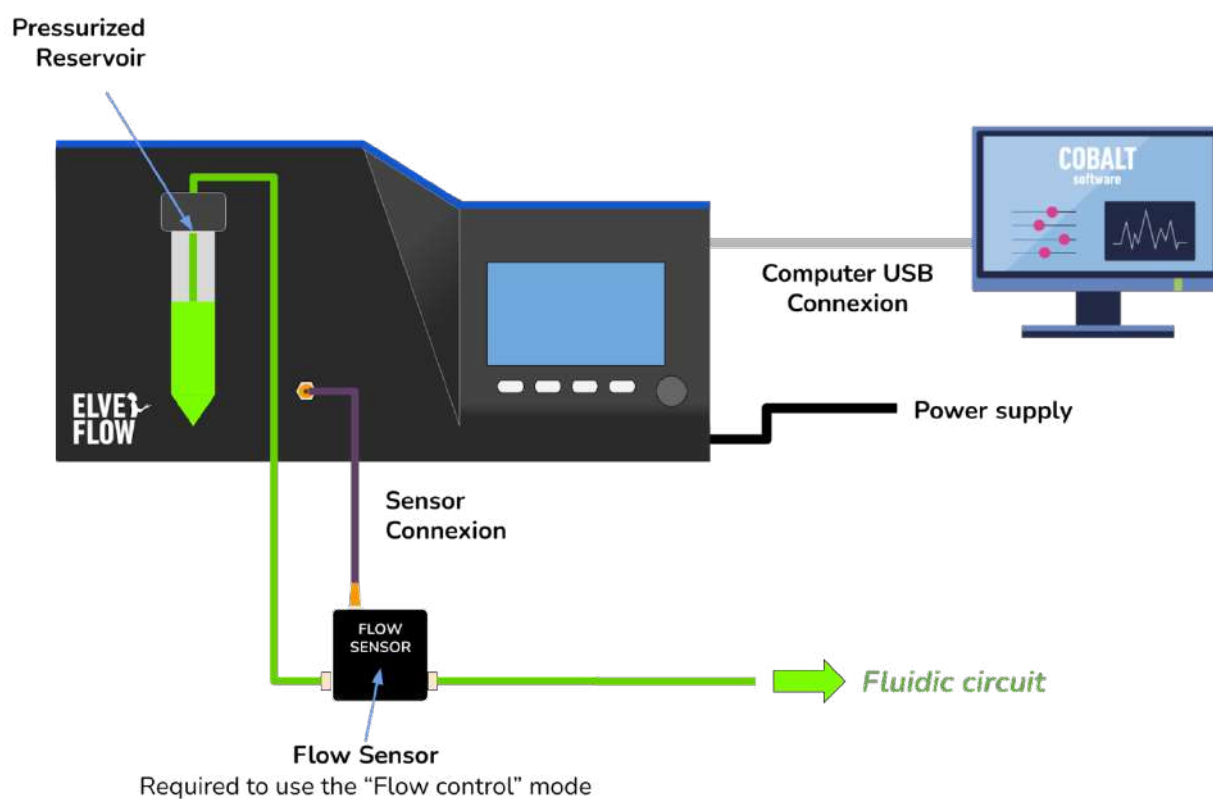 Pressurized
Reservoir
COBALT
software
Computer USB
Connexion
ELVE
FLOW
Power supply
Sensor
Connexion
FLOW
SENSOR
Fluidic circuit
Flow Sensor
Required to use the “Flow control” mode